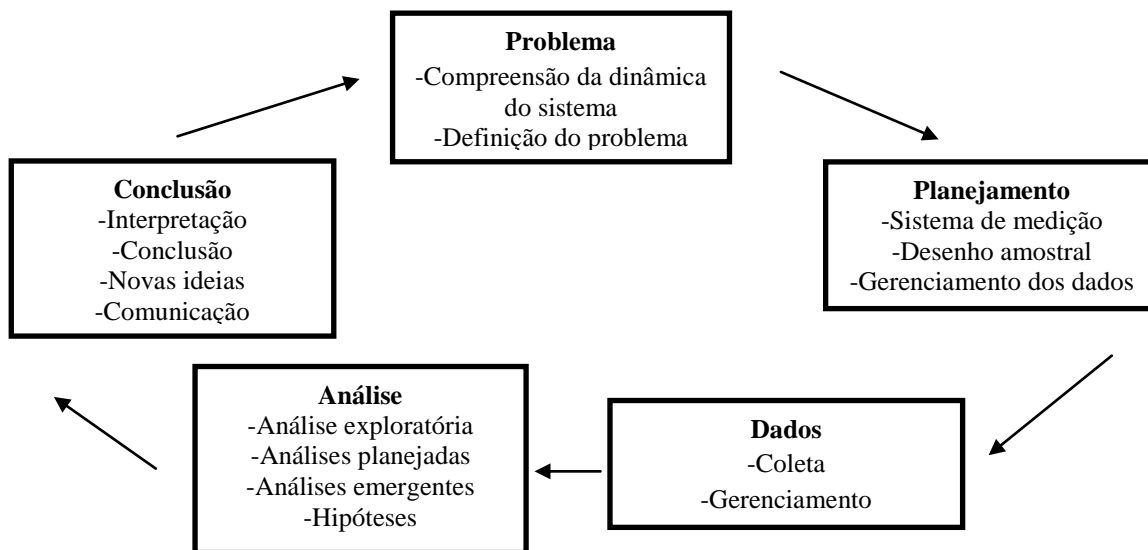 Problema
-Compreensão da dinâmica
do sistema
-Definição do problema
Planejamento
-Sistema de medição
-Desenho amostral
-Gerenciamento dos dados
Dados
-Coleta
-Gerenciamento
Análise
-Análise exploratória
-Análises planejadas
-Análises emergentes
-Hipóteses
Conclusão
-Interpretação
-Conclusão
-Novas ideias
-Comunicação